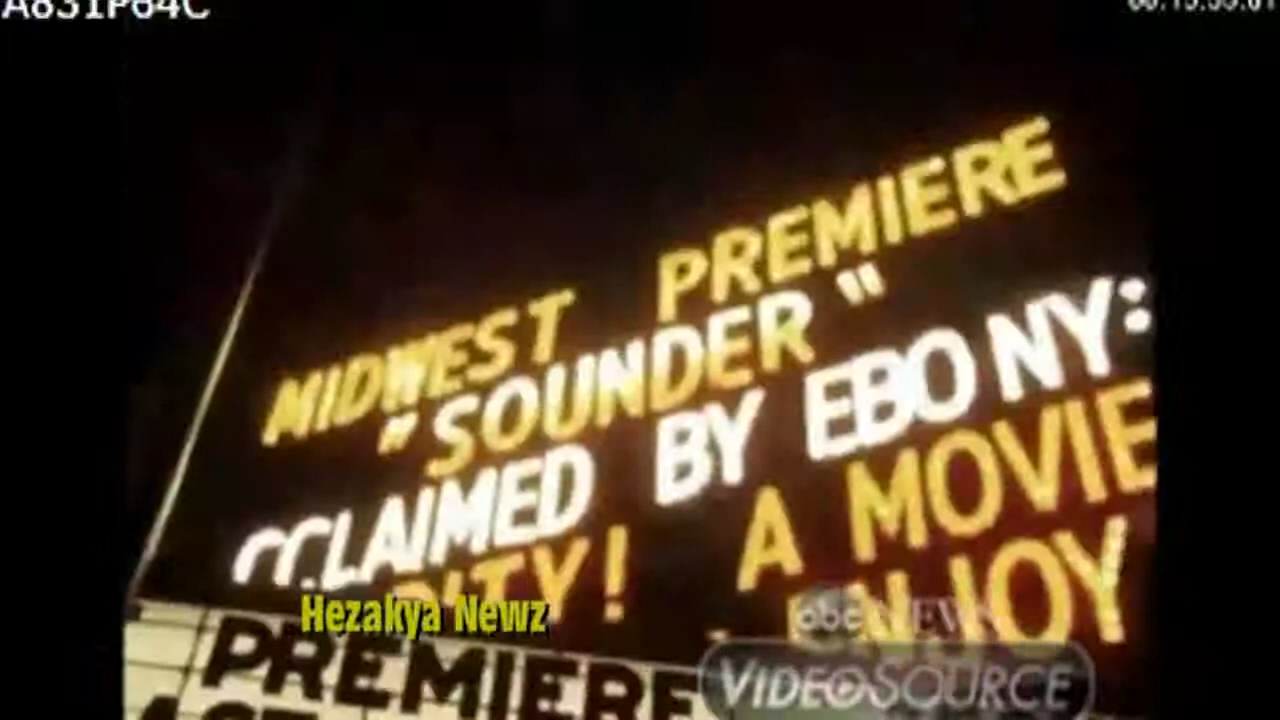 A831P64C
MIDWEST PREMIERE
"SOUNDER"
CCLAIMED BY EBONY:
A MOVIE
ENJOY
Hezakya Newz
abc NEWS
PREMIERE
VIDEOSOURCE